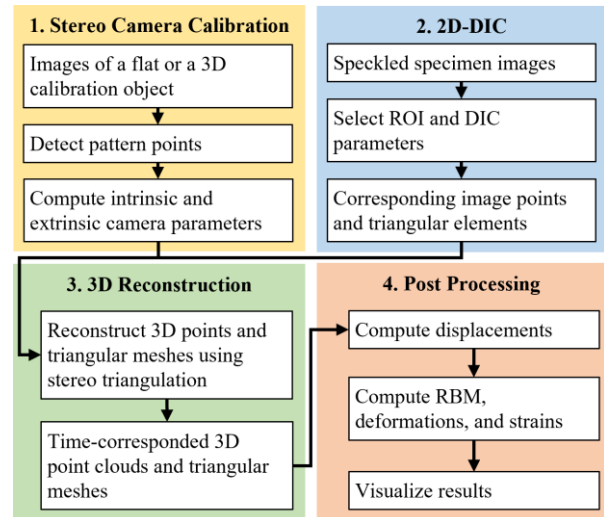 1. Stereo Camera Calibration
Images of a flat or a 3D
calibration object
Detect pattern points
Compute intrinsic and
extrinsic camera parameters
2. 2D-DIC
Speckled specimen images
Select ROI and DIC
parameters
Corresponding image points
and triangular elements
3. 3D Reconstruction
Reconstruct 3D points and
triangular meshes using
stereo triangulation
Time-corresponded 3D
point clouds and triangular
meshes
4. Post Processing
Compute displacements
Compute RBM,
deformations, and strains
Visualize results